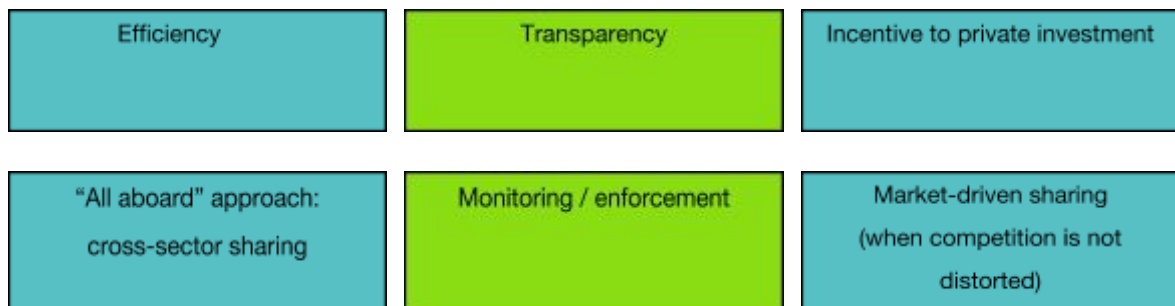 Efficiency
Transparency
Incentive to private investment
“All aboard” approach:
cross-sector sharing
Monitoring / enforcement
Market-driven sharing
(when competition is not
distorted)